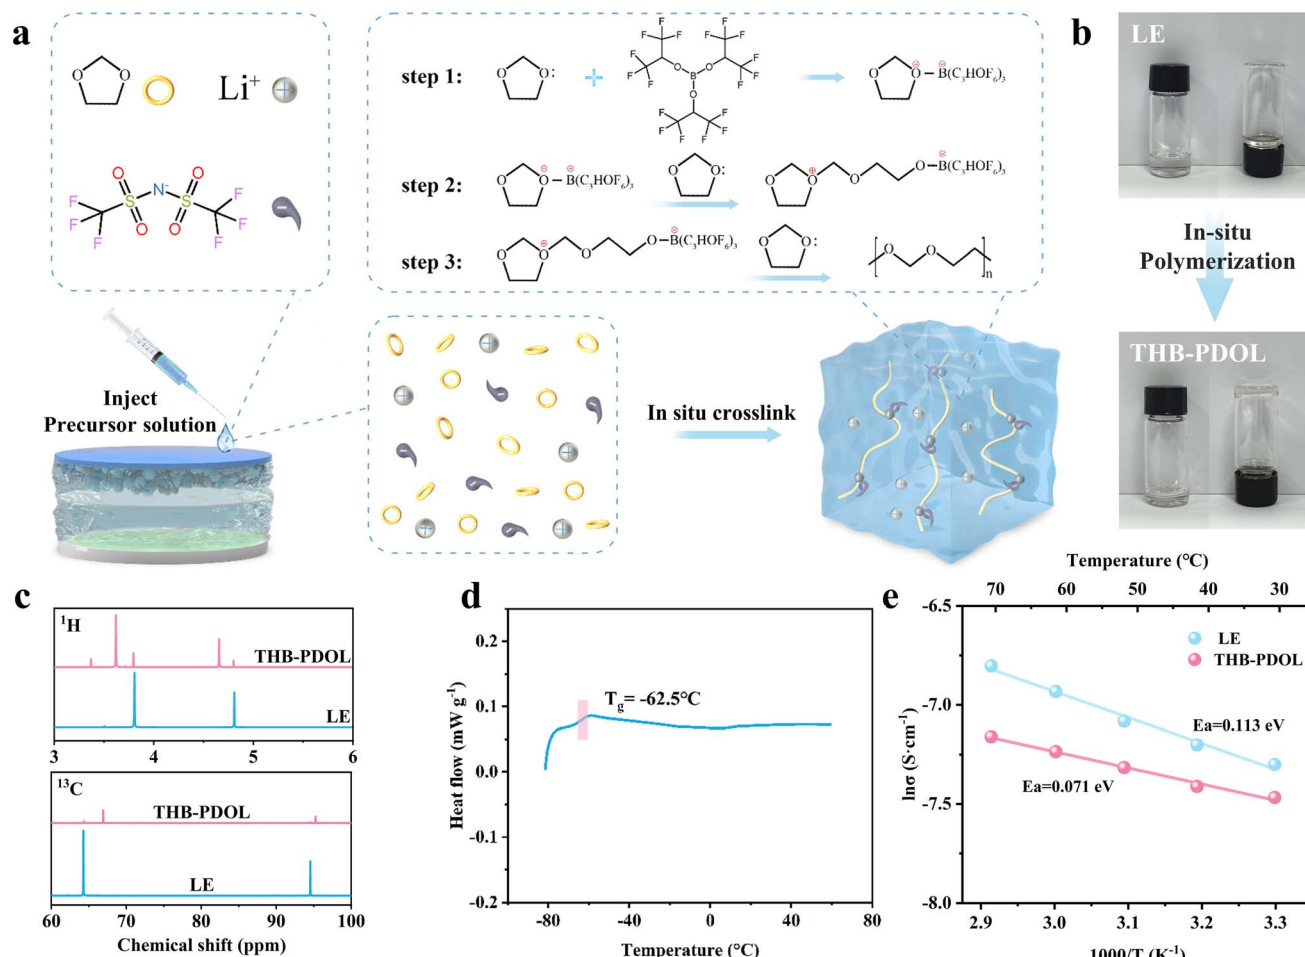 a
O O
Li⁺
O O
F F
S N⁻ S
F F
O O
F F
step 1:
O O:
+
F F F F F F
F F F F F F
O B O
O
F F F F F F
O O⊖—⊖B(C₃HOF₆)₃
step 2:
O O⊖—⊖B(C₃HOF₆)₃
O O:
O O⊕ O O—⊖B(C₃HOF₆)₃
step 3:
O O⊖ O O—⊖B(C₃HOF₆)₃
O O:
[ O O ]n
Inject
Precursor solution
In situ crosslink
b
LE
In-situ
Polymerization
THB-PDOL
c
¹H
THB-PDOL
LE
3 4 5 6
¹³C
THB-PDOL
LE
60 70 80 90 100
Chemical shift (ppm)
d
Heat flow (mW g⁻¹)
0.2
0.1
0.0
-0.1
-0.2
Tg= -62.5℃
-80 -40 0 40 80
Temperature (℃)
e
Temperature (℃)
70 60 50 40 30
lnσ (S·cm⁻¹)
-6.5
-7.0
-7.5
-8.0
LE
THB-PDOL
Ea=0.113 eV
Ea=0.071 eV
2.9 3.0 3.1 3.2 3.3
1000/T (K⁻¹)